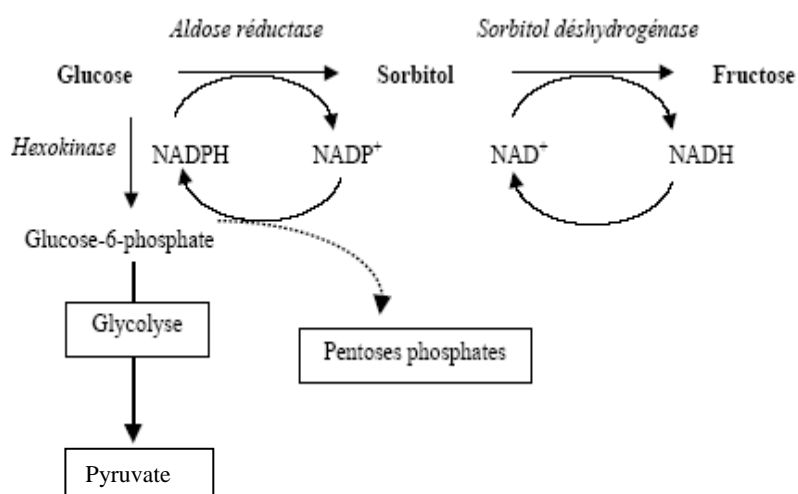 Aldose réductase
Sorbitol déshydrogénase
Glucose
Sorbitol
Fructose
Hexokinase
NADPH
NADP+
NAD+
NADH
Glucose-6-phosphate
Glycolyse
Pentoses phosphates
Pyruvate